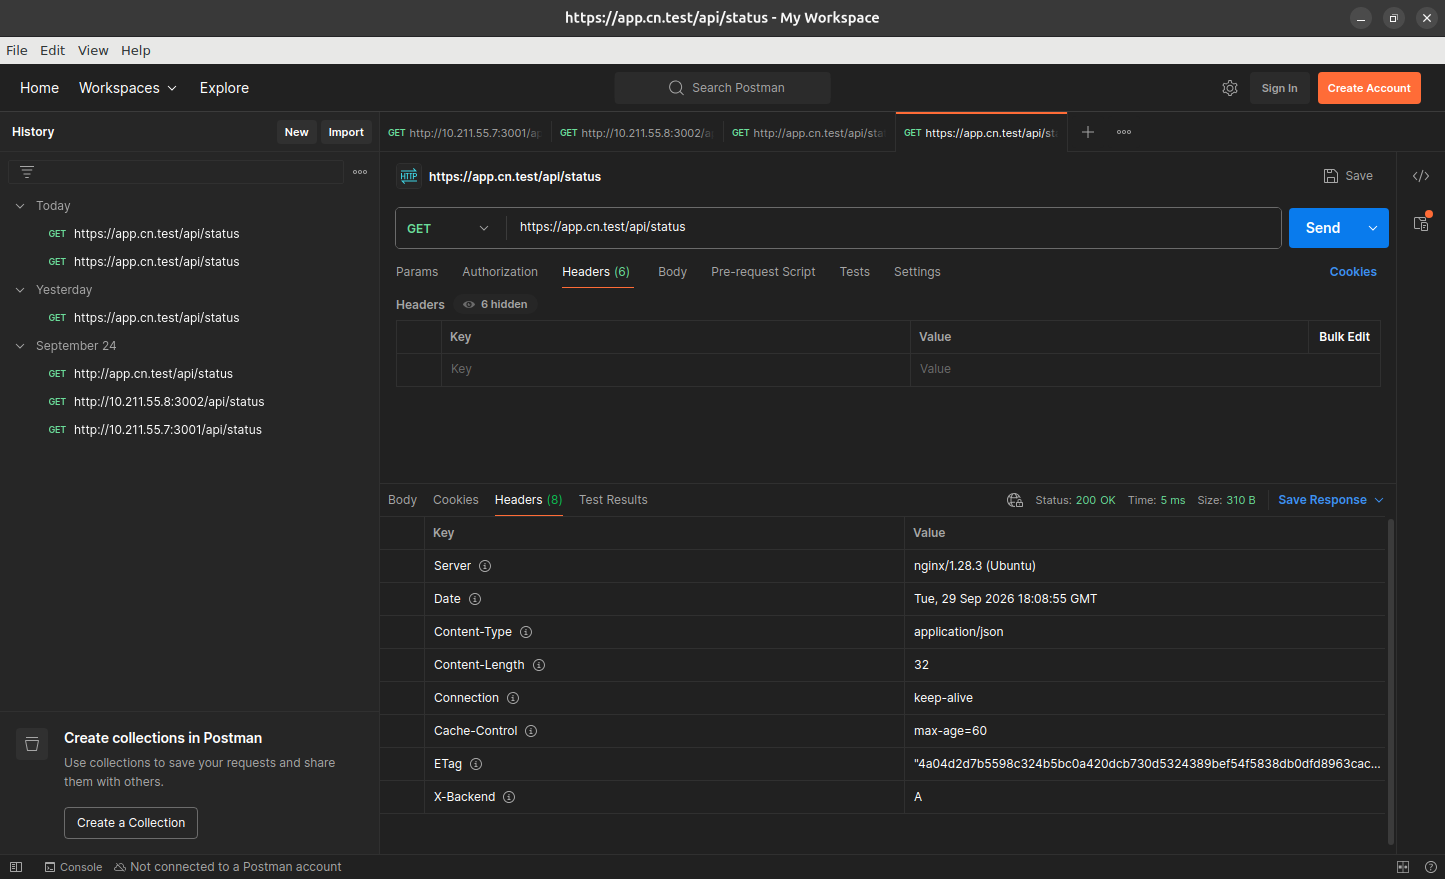 https://app.cn.test/api/status - My Workspace
File Edit View Help
Home Workspaces Explore
Search Postman
Sign In
Create Account
History
New
Import
GET http://10.211.55.7:3001/ap
GET http://10.211.55.8:3002/a
GET http://app.cn.test/api/sta
GET https://app.cn.test/api/st
HTTP https://app.cn.test/api/status
Save
Today
GET https://app.cn.test/api/status
GET https://app.cn.test/api/status
Yesterday
GET https://app.cn.test/api/status
September 24
GET http://app.cn.test/api/status
GET http://10.211.55.8:3002/api/status
GET http://10.211.55.7:3001/api/status
GET https://app.cn.test/api/status
Send
Params Authorization Headers (6) Body Pre-request Script Tests Settings
Cookies
Headers 6 hidden
Key Value Bulk Edit
Key Value
Body Cookies Headers (8) Test Results
Status: 200 OK Time: 5 ms Size: 310 B
Save Response
Key Value
Server nginx/1.28.3 (Ubuntu)
Date Tue, 29 Sep 2026 18:08:55 GMT
Content-Type application/json
Content-Length 32
Connection keep-alive
Cache-Control max-age=60
ETag "4a04d2d7b5598c324b5bc0a420dcb730d5324389bef54f5838db0dfd8963cac...
X-Backend A
Create collections in Postman
Use collections to save your requests and share
them with others.
Create a Collection
Console Not connected to a Postman account